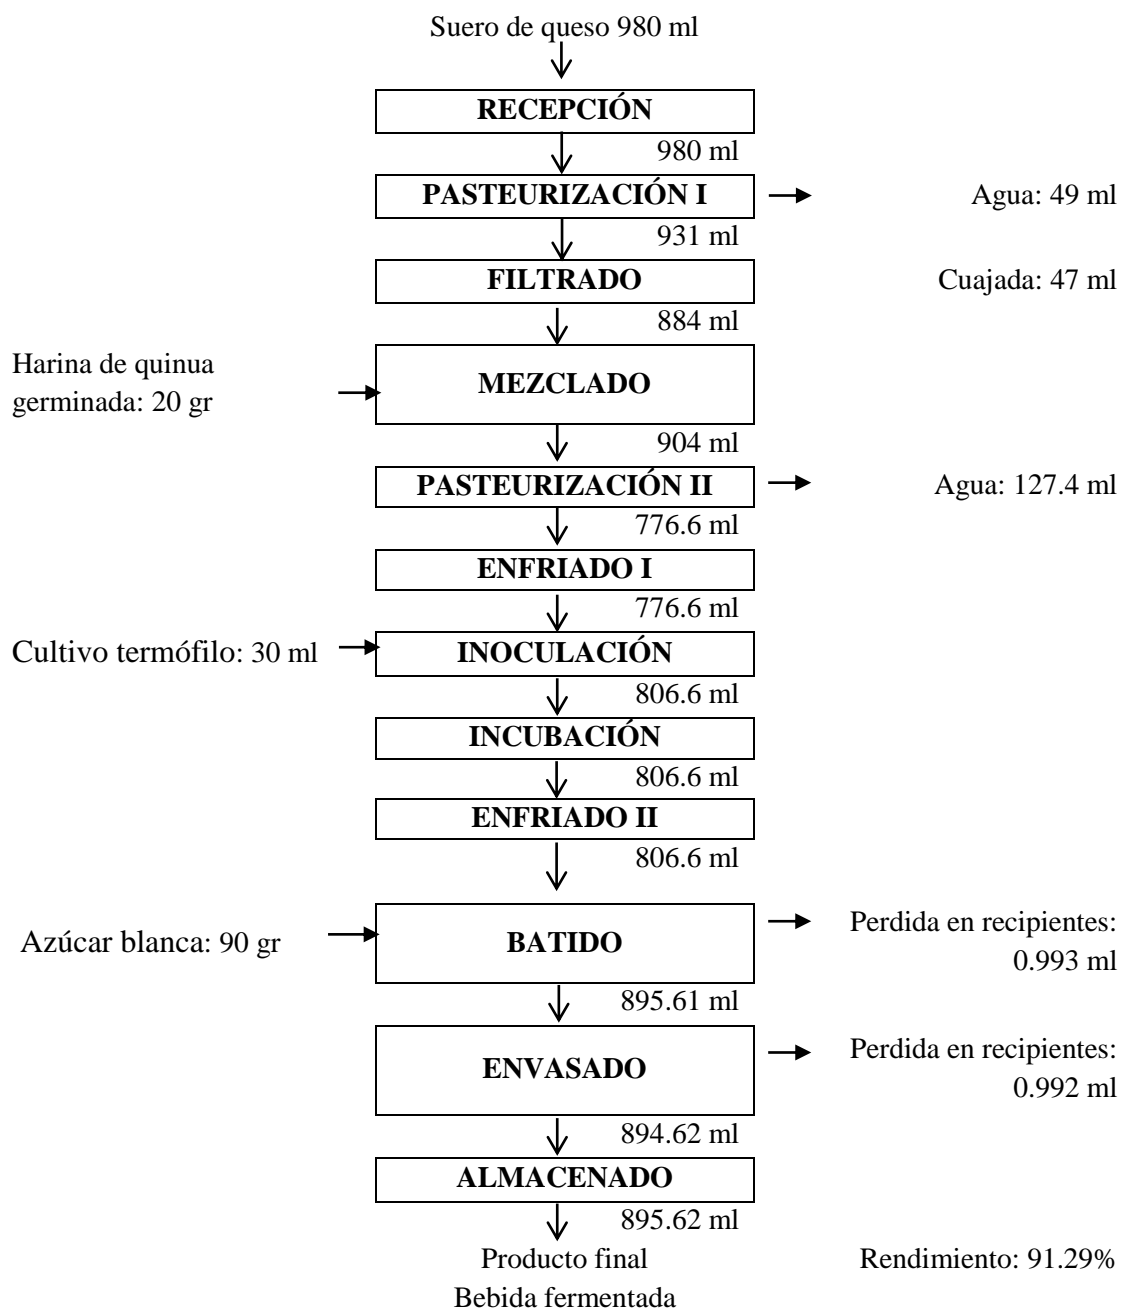 Suero de queso 980 ml
RECEPCIÓN
980 ml
PASTEURIZACIÓN I
Agua: 49 ml
931 ml
FILTRADO
Cuajada: 47 ml
884 ml
Harina de quinua
germinada: 20 gr
MEZCLADO
904 ml
PASTEURIZACIÓN II
Agua: 127.4 ml
776.6 ml
ENFRIADO I
776.6 ml
Cultivo termófilo: 30 ml
INOCULACIÓN
806.6 ml
INCUBACIÓN
806.6 ml
ENFRIADO II
806.6 ml
Azúcar blanca: 90 gr
BATIDO
Perdida en recipientes:
0.993 ml
895.61 ml
ENVASADO
Perdida en recipientes:
0.992 ml
894.62 ml
ALMACENADO
895.62 ml
Producto final
Bebida fermentada
Rendimiento: 91.29%